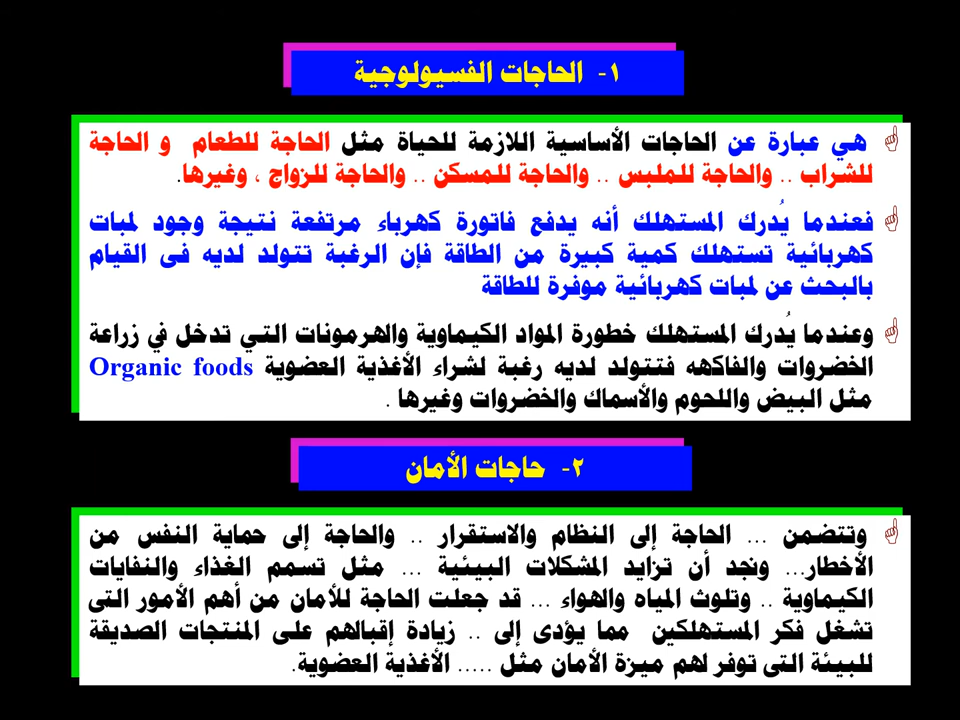 ١- الحاجات الفسيولوجية
هي عبارة عن الحاجات الأساسية اللازمة للحياة مثل الحاجة للطعام و الحاجة
للشراب .. والحاجة للملبس .. والحاجة للمسكن .. والحاجة للزواج ، وغيرها.
فعندما يُدرك المستهلك أنه يدفع فاتورة كهرباء مرتفعة نتيجة وجود لمبات
كهربائية تستهلك كمية كبيرة من الطاقة فإن الرغبة تتولد لديه فى القيام
بالبحث عن لمبات كهربائية موفرة للطاقة
وعندما يُدرك المستهلك خطورة المواد الكيماوية والهرمونات التي تدخل في زراعة
الخضروات والفاكهه فتتولد لديه رغبة لشراء الأغذية العضوية Organic foods
مثل البيض واللحوم والأسماك والخضروات وغيرها .
٢- حاجات الأمان
وتتضمن ... الحاجة إلى النظام والاستقرار .. والحاجة إلى حماية النفس من
الأخطار... ونجد أن تزايد المشكلات البيئية ... مثل تسمم الغذاء والنفايات
الكيماوية .. وتلوث المياه والهواء ... قد جعلت الحاجة للأمان من أهم الأمور التى
تشغل فكر المستهلكين مما يؤدى إلى .. زيادة إقبالهم على المنتجات الصديقة
للبيئة التى توفر لهم ميزة الأمان مثل ..... الأغذية العضوية.